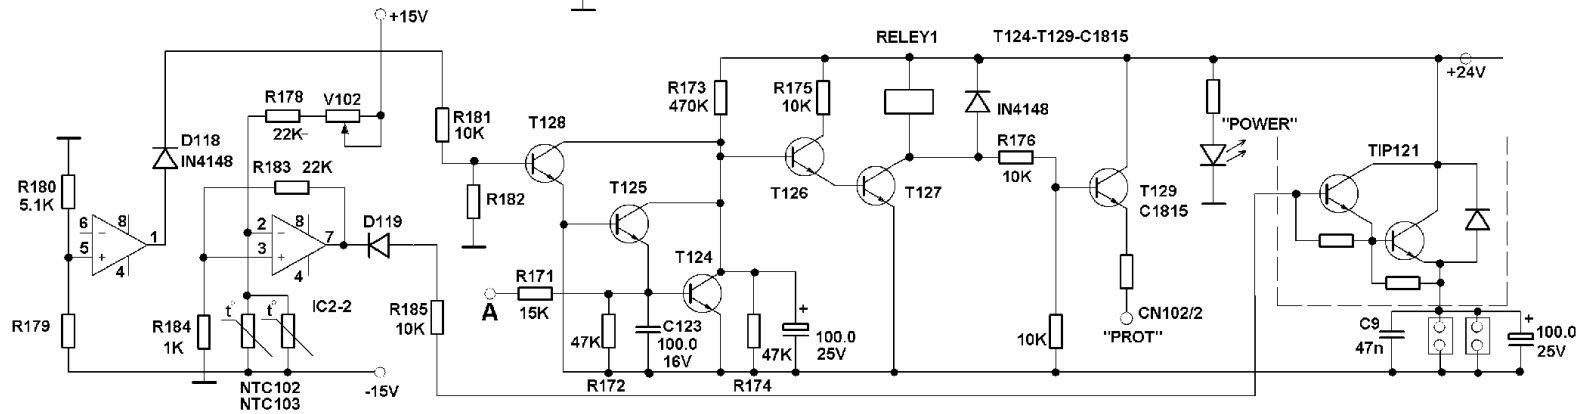 +15V
RELEY1
T124-T129-C1815
+24V
R178
V102
22K
R181
10K
R173
470K
R175
10K
IN4148
"POWER"
T128
D118
IN4148
R176
10K
TIP121
R183 22K
R180
5.1K
R182
T125
T126
T127
T129
C1815
6
8
1
5
+
4
2
8
7
3
+
4
D119
T124
IC2-2
R171
15K
A
R185
10K
t°
t°
R179
R184
1K
C123
100.0
16V
47K
R172
47K
R174
+
100.0
25V
CN102/2
"PROT"
10K
C9
47n
+
100.0
25V
-15V
NTC102
NTC103